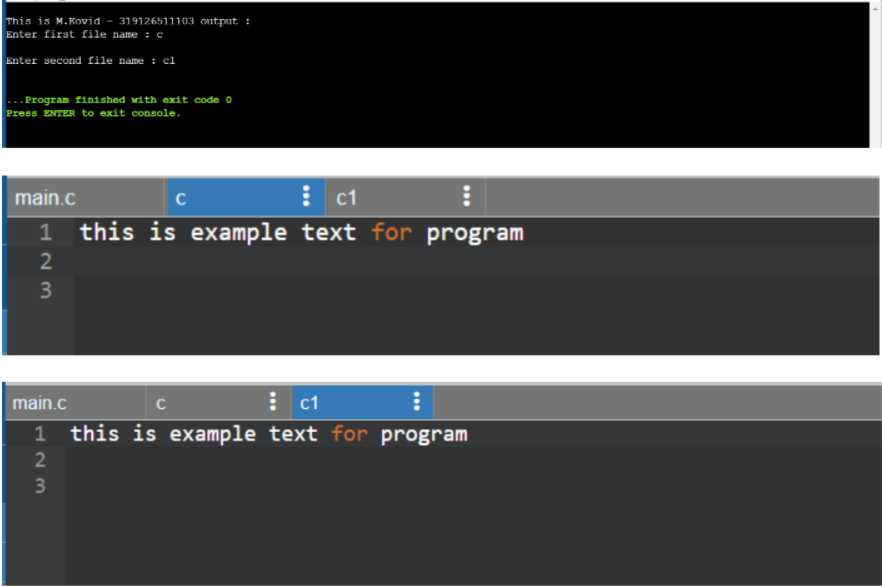 This is M.Kovid - 319126511103 output :
Enter first file name : c
Enter second file name : c1
...Program finished with exit code 0
Press ENTER to exit console.
main.c c c1
1 this is example text for program
2
3
main.c c c1
1 this is example text for program
2
3